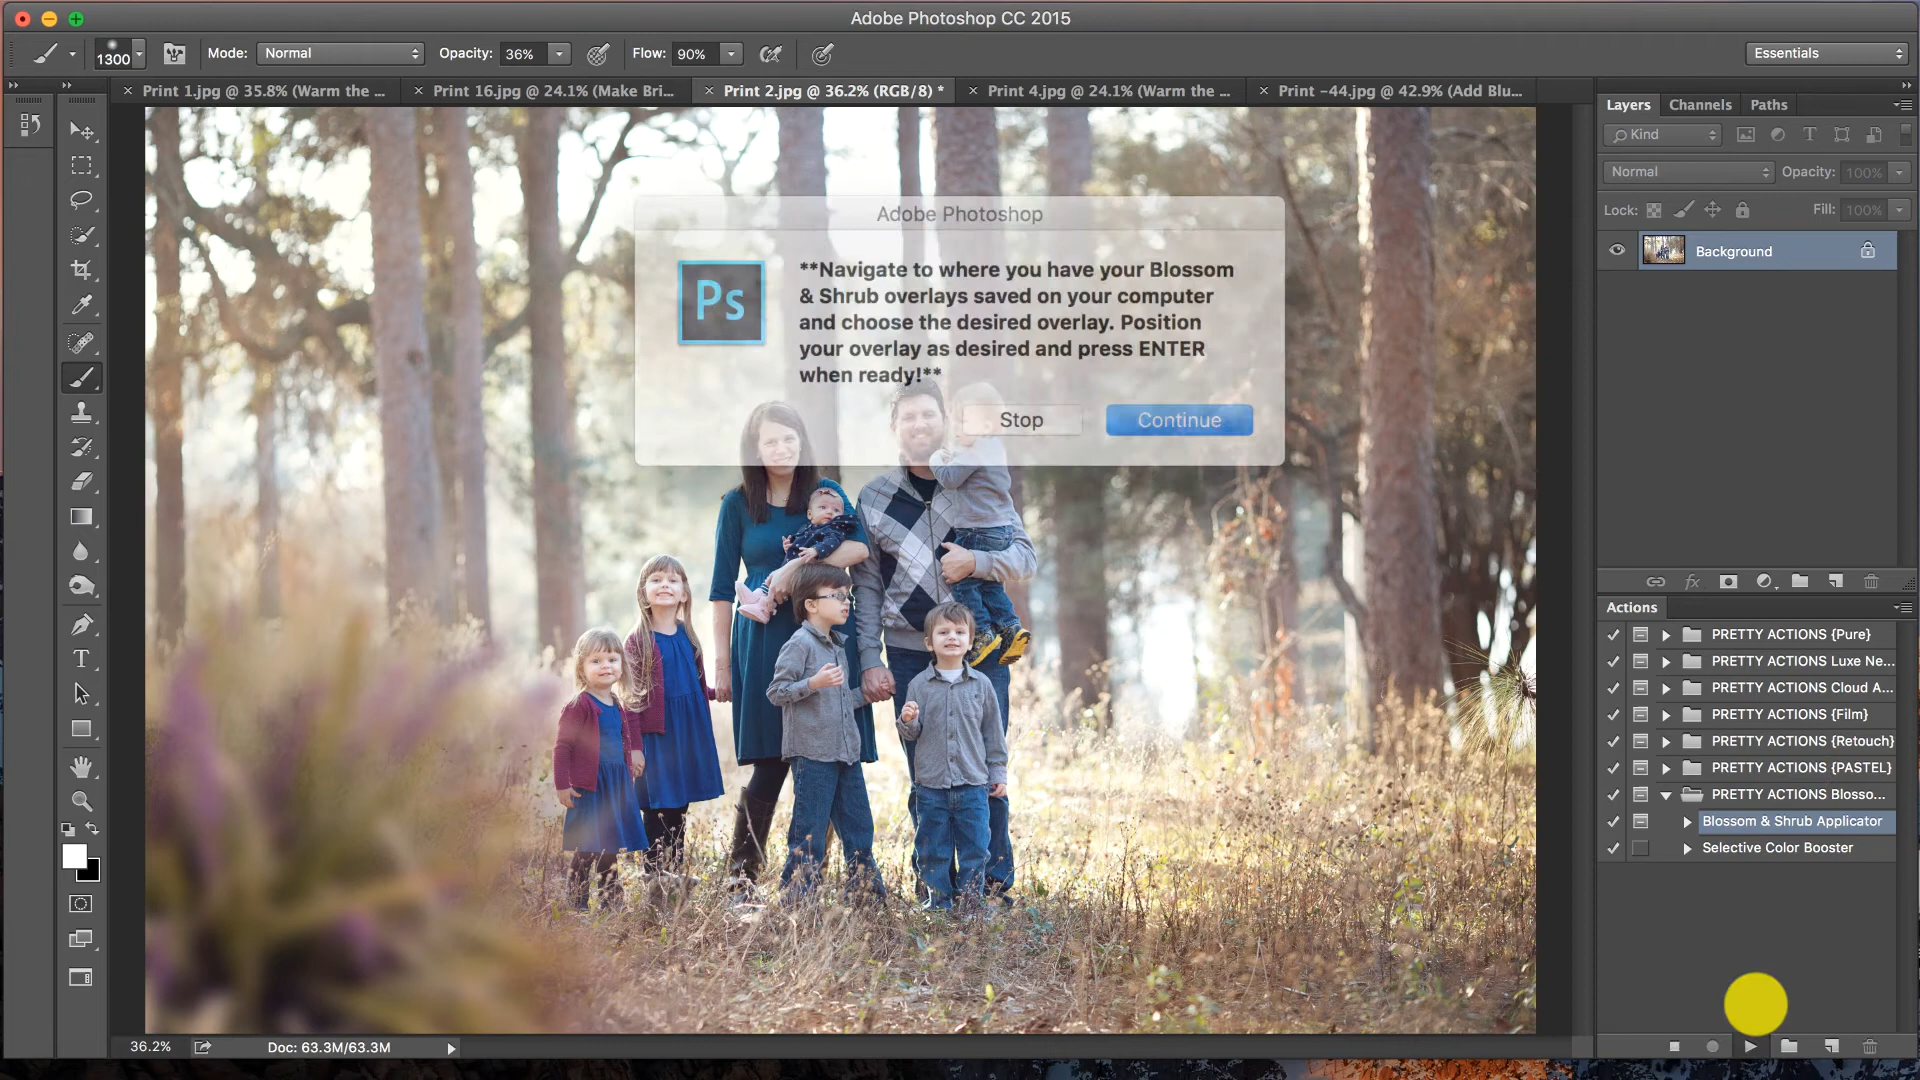 Adobe Photoshop CC 2015
1300 Mode: Normal Opacity: 36% Flow: 90% Essentials
Print 1.jpg @ 35.8% (Warm the ... Print 16.jpg @ 24.1% (Make Bri... Print 2.jpg @ 36.2% (RGB/8) * Print 4.jpg @ 24.1% (Warm the ... Print -44.jpg @ 42.9% (Add Blu...
Layers Channels Paths
Kind
Normal Opacity: 100%
Lock: Fill: 100%
Background
Adobe Photoshop
Ps
**Navigate to where you have your Blossom
& Shrub overlays saved on your computer
and choose the desired overlay. Position
your overlay as desired and press ENTER
when ready!**
Stop Continue
fx
Actions
PRETTY ACTIONS {Pure}
PRETTY ACTIONS Luxe Ne...
PRETTY ACTIONS Cloud A...
PRETTY ACTIONS {Film}
PRETTY ACTIONS {Retouch}
PRETTY ACTIONS {PASTEL}
PRETTY ACTIONS Blosso...
Blossom & Shrub Applicator
Selective Color Booster
36.2% Doc: 63.3M/63.3M